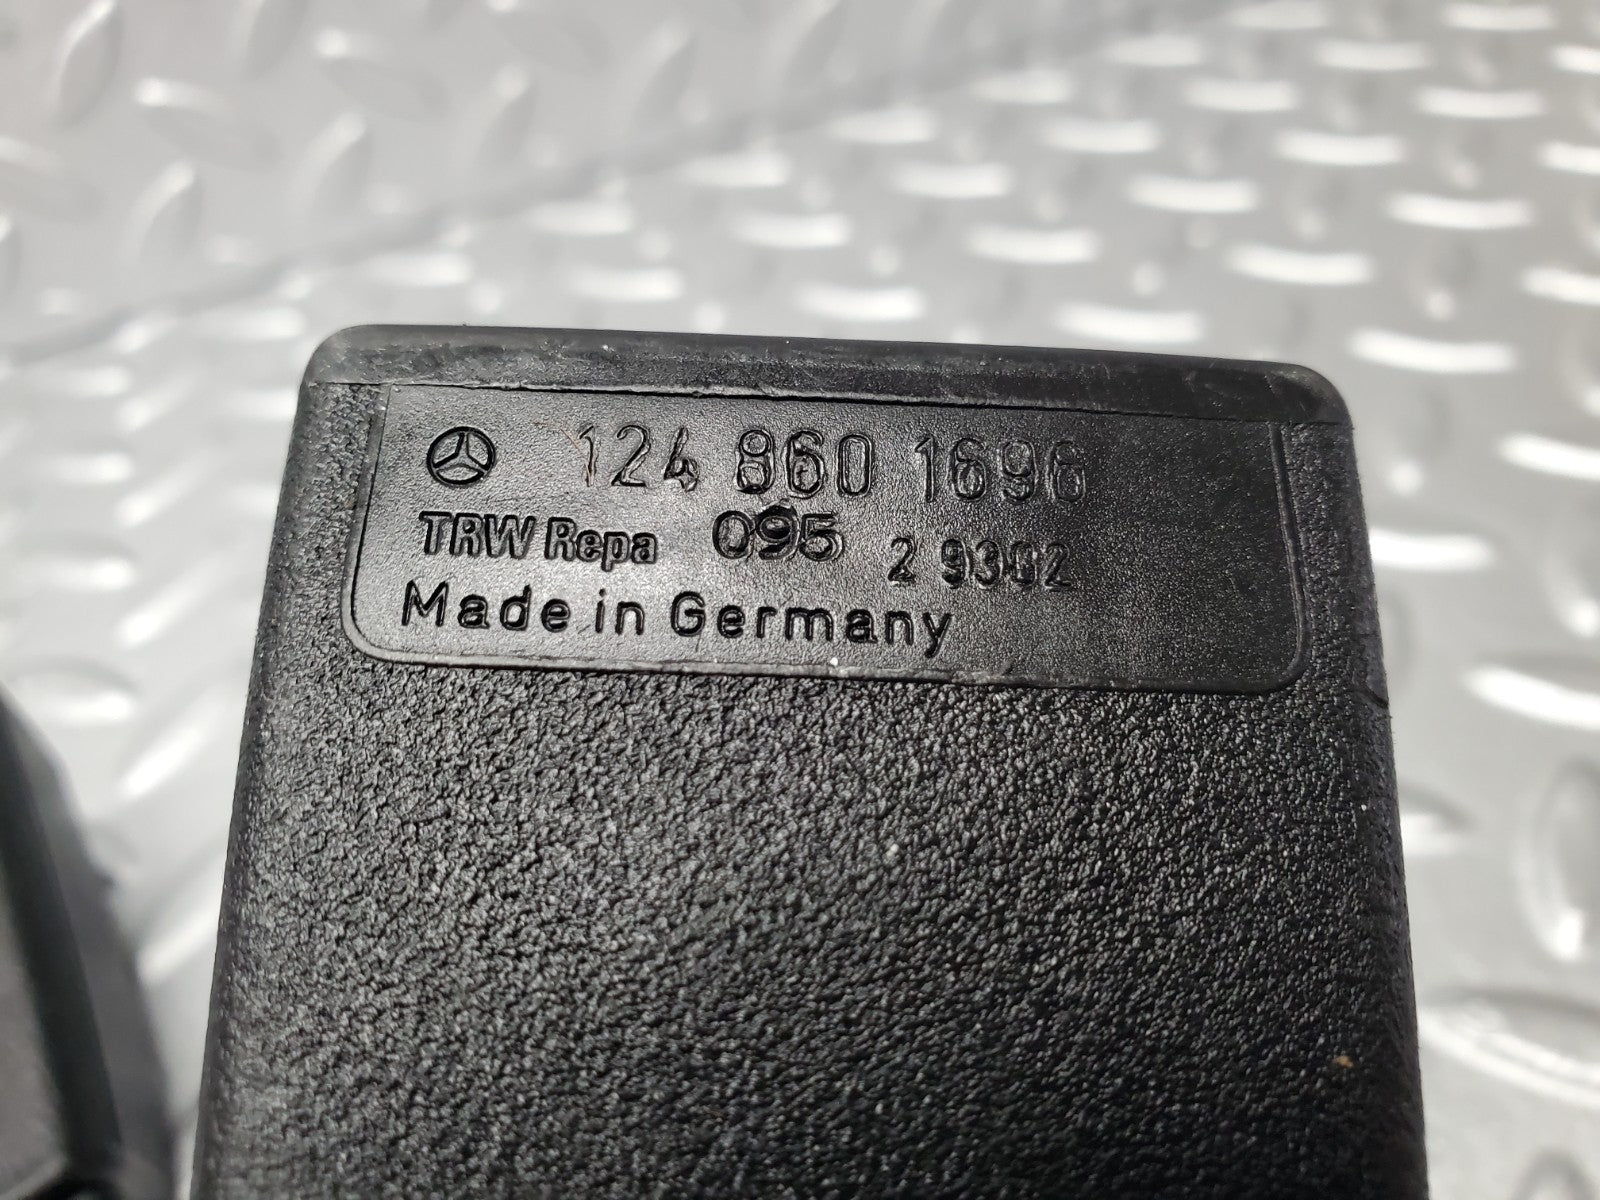 124 860 1696
TRW Repa 095 2 9302
Made in Germany